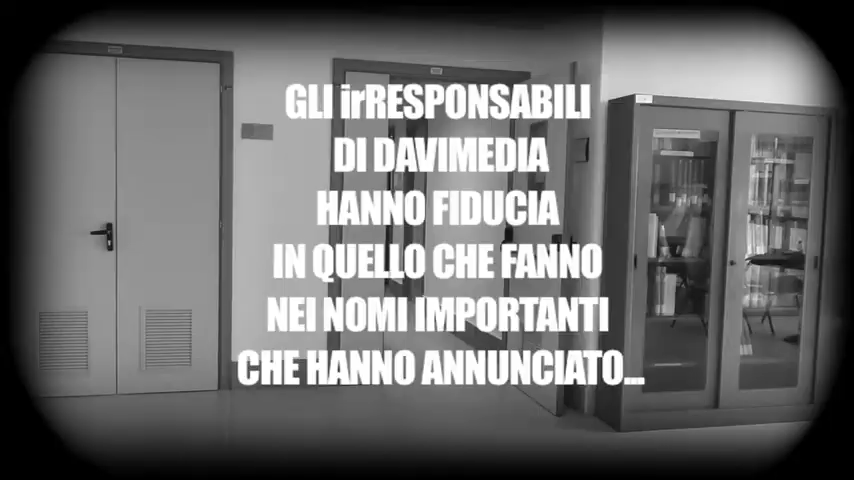 GLI irRESPONSABILI
DI DAVIMEDIA
HANNO FIDUCIA
IN QUELLO CHE FANNO
NEI NOMI IMPORTANTI
CHE HANNO ANNUNCIATO...